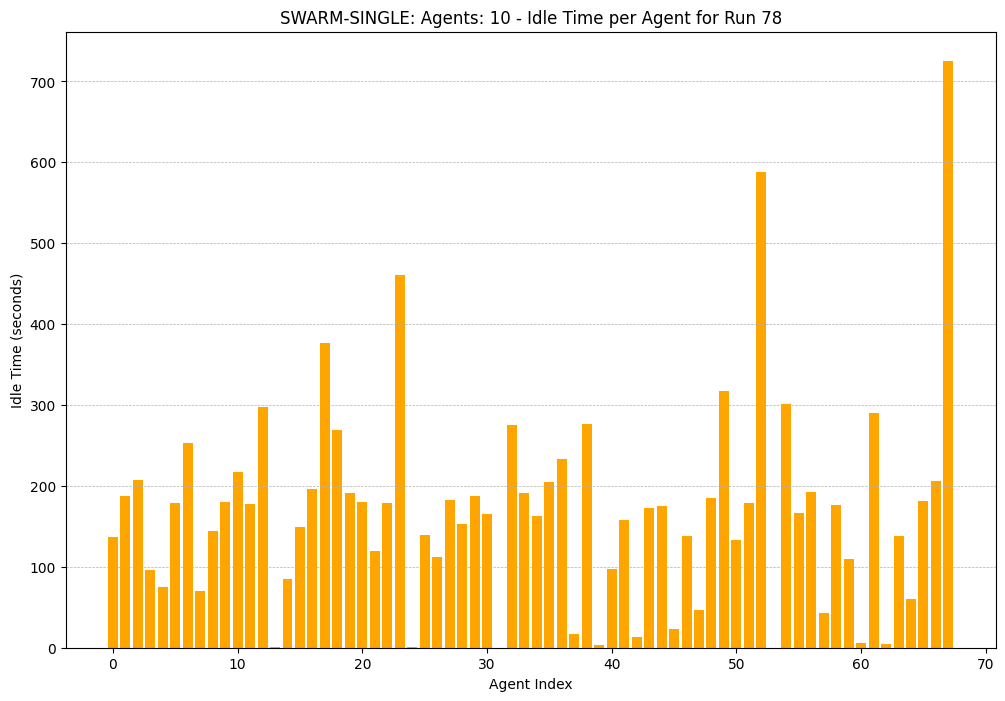 SWARM-SINGLE: Agents: 10 - Idle Time per Agent for Run 78
Idle Time (seconds)
700
600
500
400
300
200
100
0
0 10 20 30 40 50 60 70
Agent Index